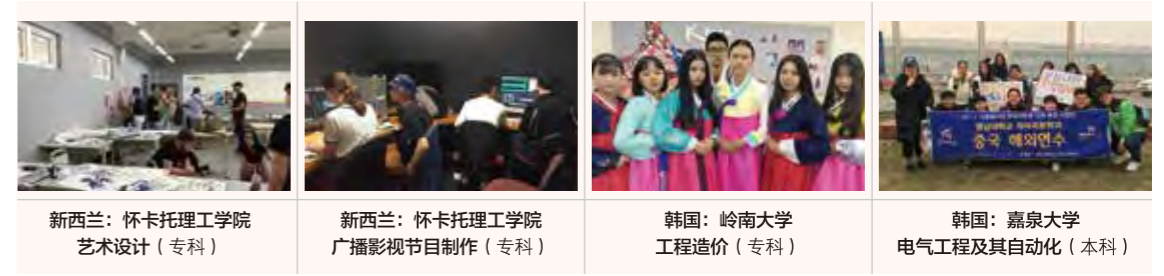 중국 해외연수
新西兰：怀卡托理工学院
艺术设计（专科）
新西兰：怀卡托理工学院
广播影视节目制作（专科）
韩国：岭南大学
工程造价（专科）
韩国：嘉泉大学
电气工程及其自动化（本科）